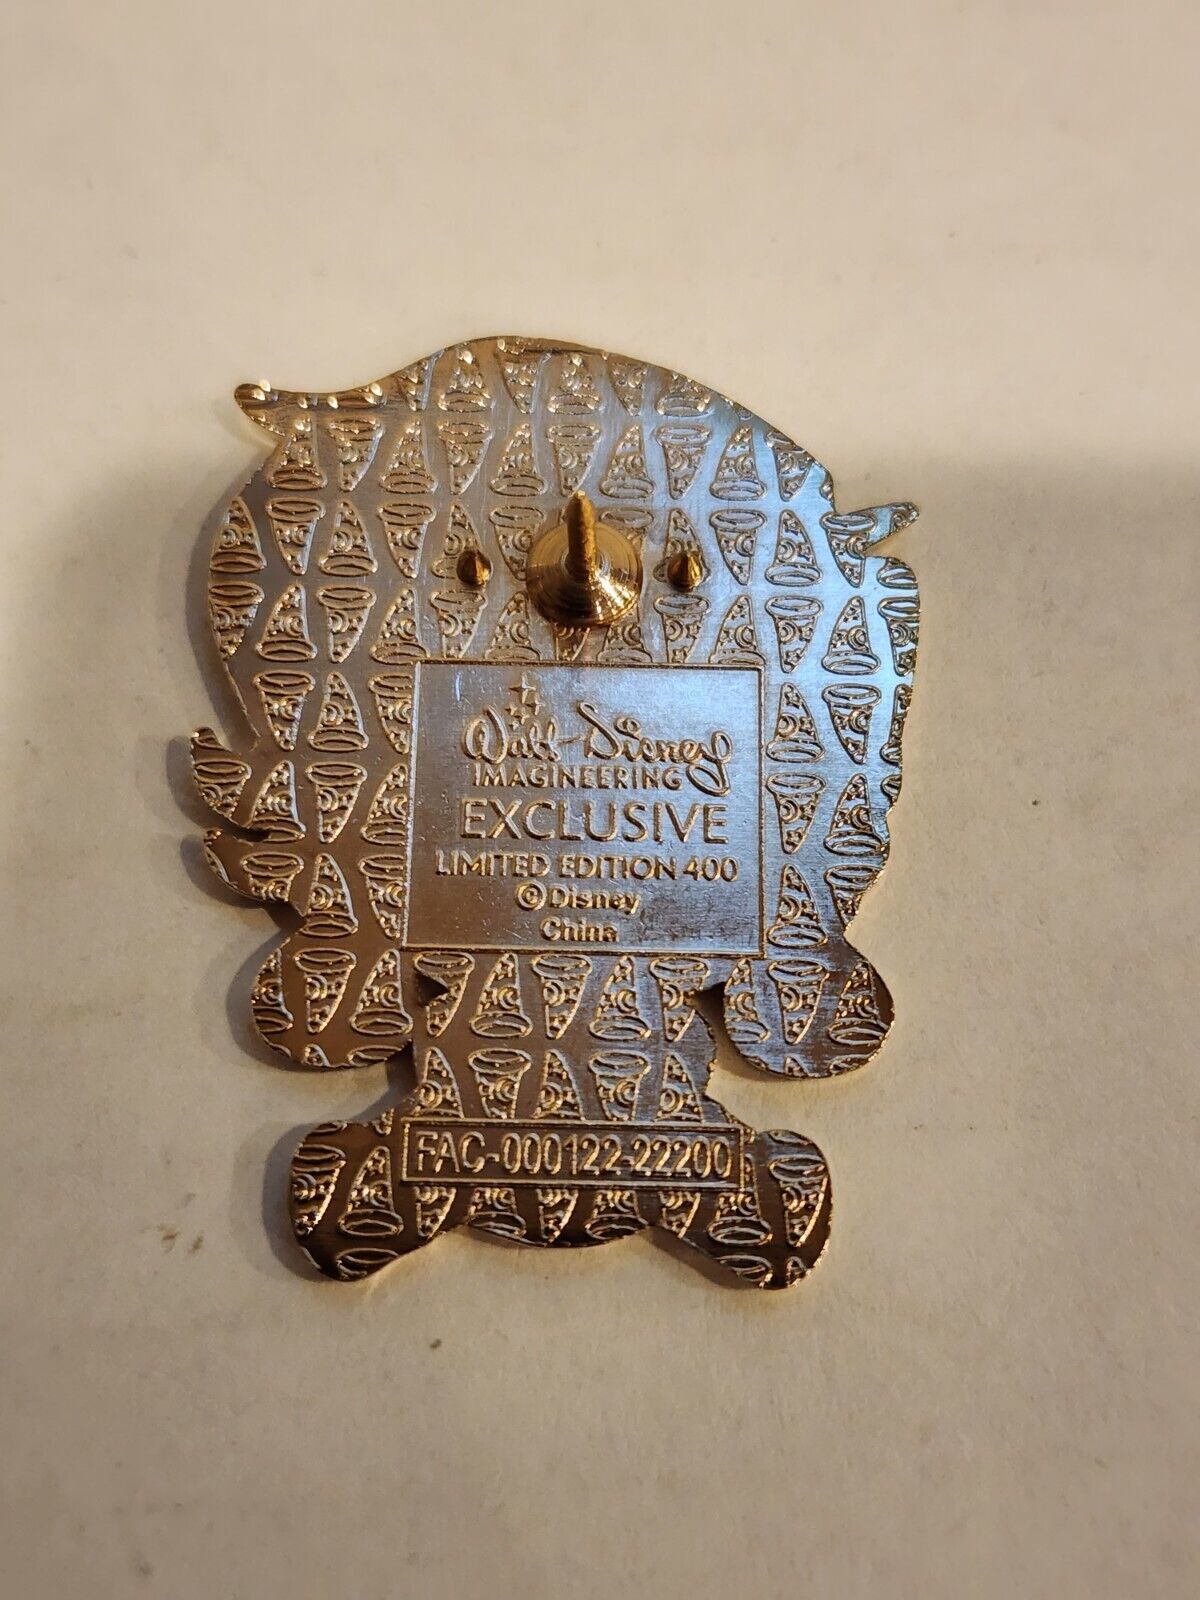 Walt Disney
IMAGINEERING
EXCLUSIVE
LIMITED EDITION 400
©Disney
China
FAC-000122-22200